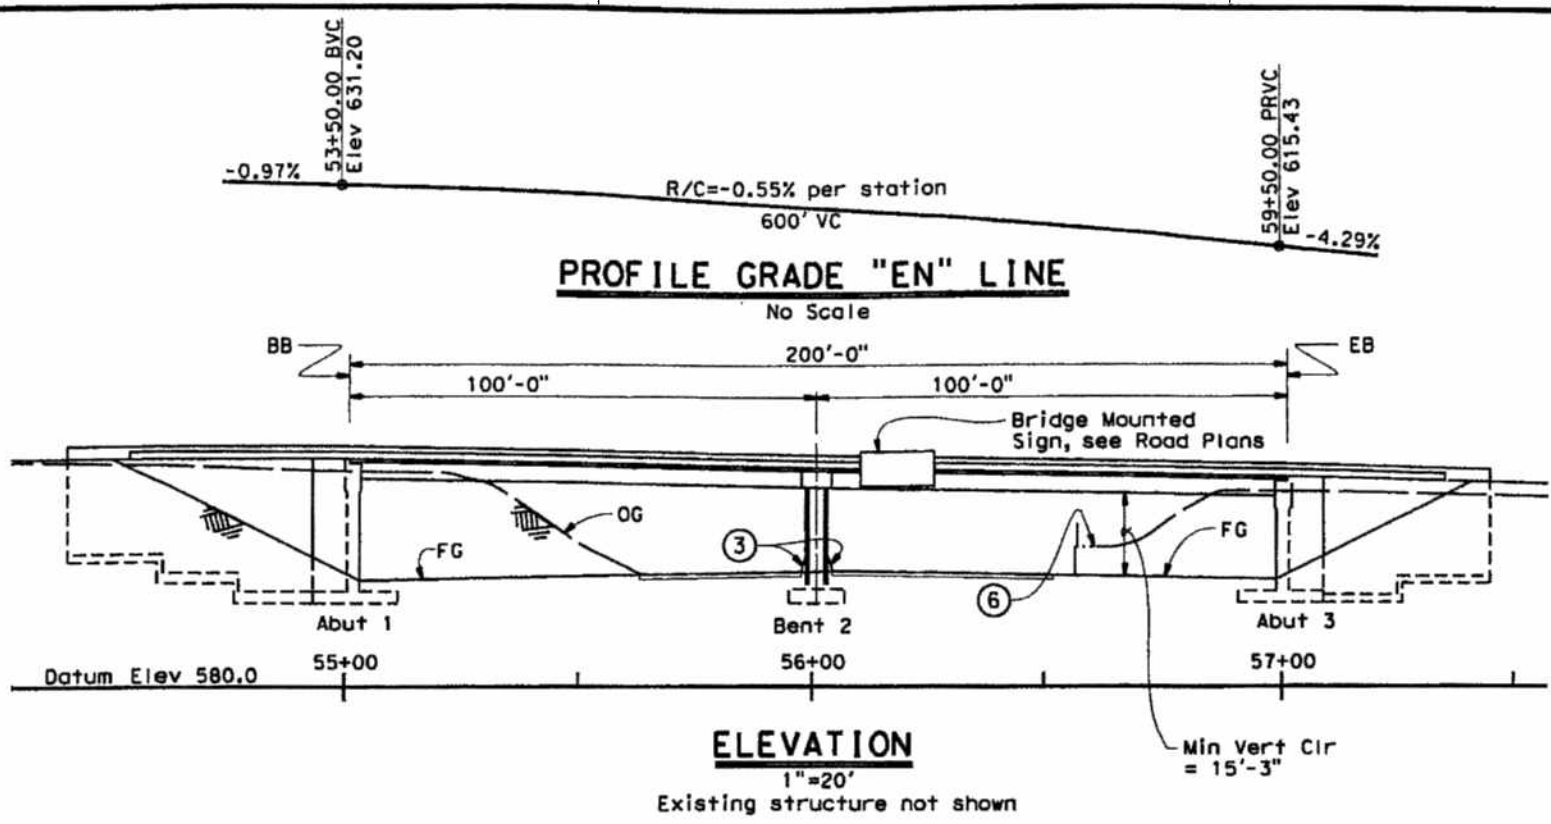 53+50.00 BVC
Elev 631.20
59+50.00 PRVC
Elev 615.43
-0.97%
R/C=-0.55% per station
600' VC
-4.29%
PROFILE GRADE "EN" LINE
No Scale
BB
200'-0"
EB
100'-0"
100'-0"
Bridge Mounted
Sign, see Road Plans
OG
FG
3
FG
6
Abut 1
Bent 2
Abut 3
55+00
56+00
57+00
Datum Elev 580.0
Min Vert Clr
= 15'-3"
ELEVATION
1"=20'
Existing structure not shown